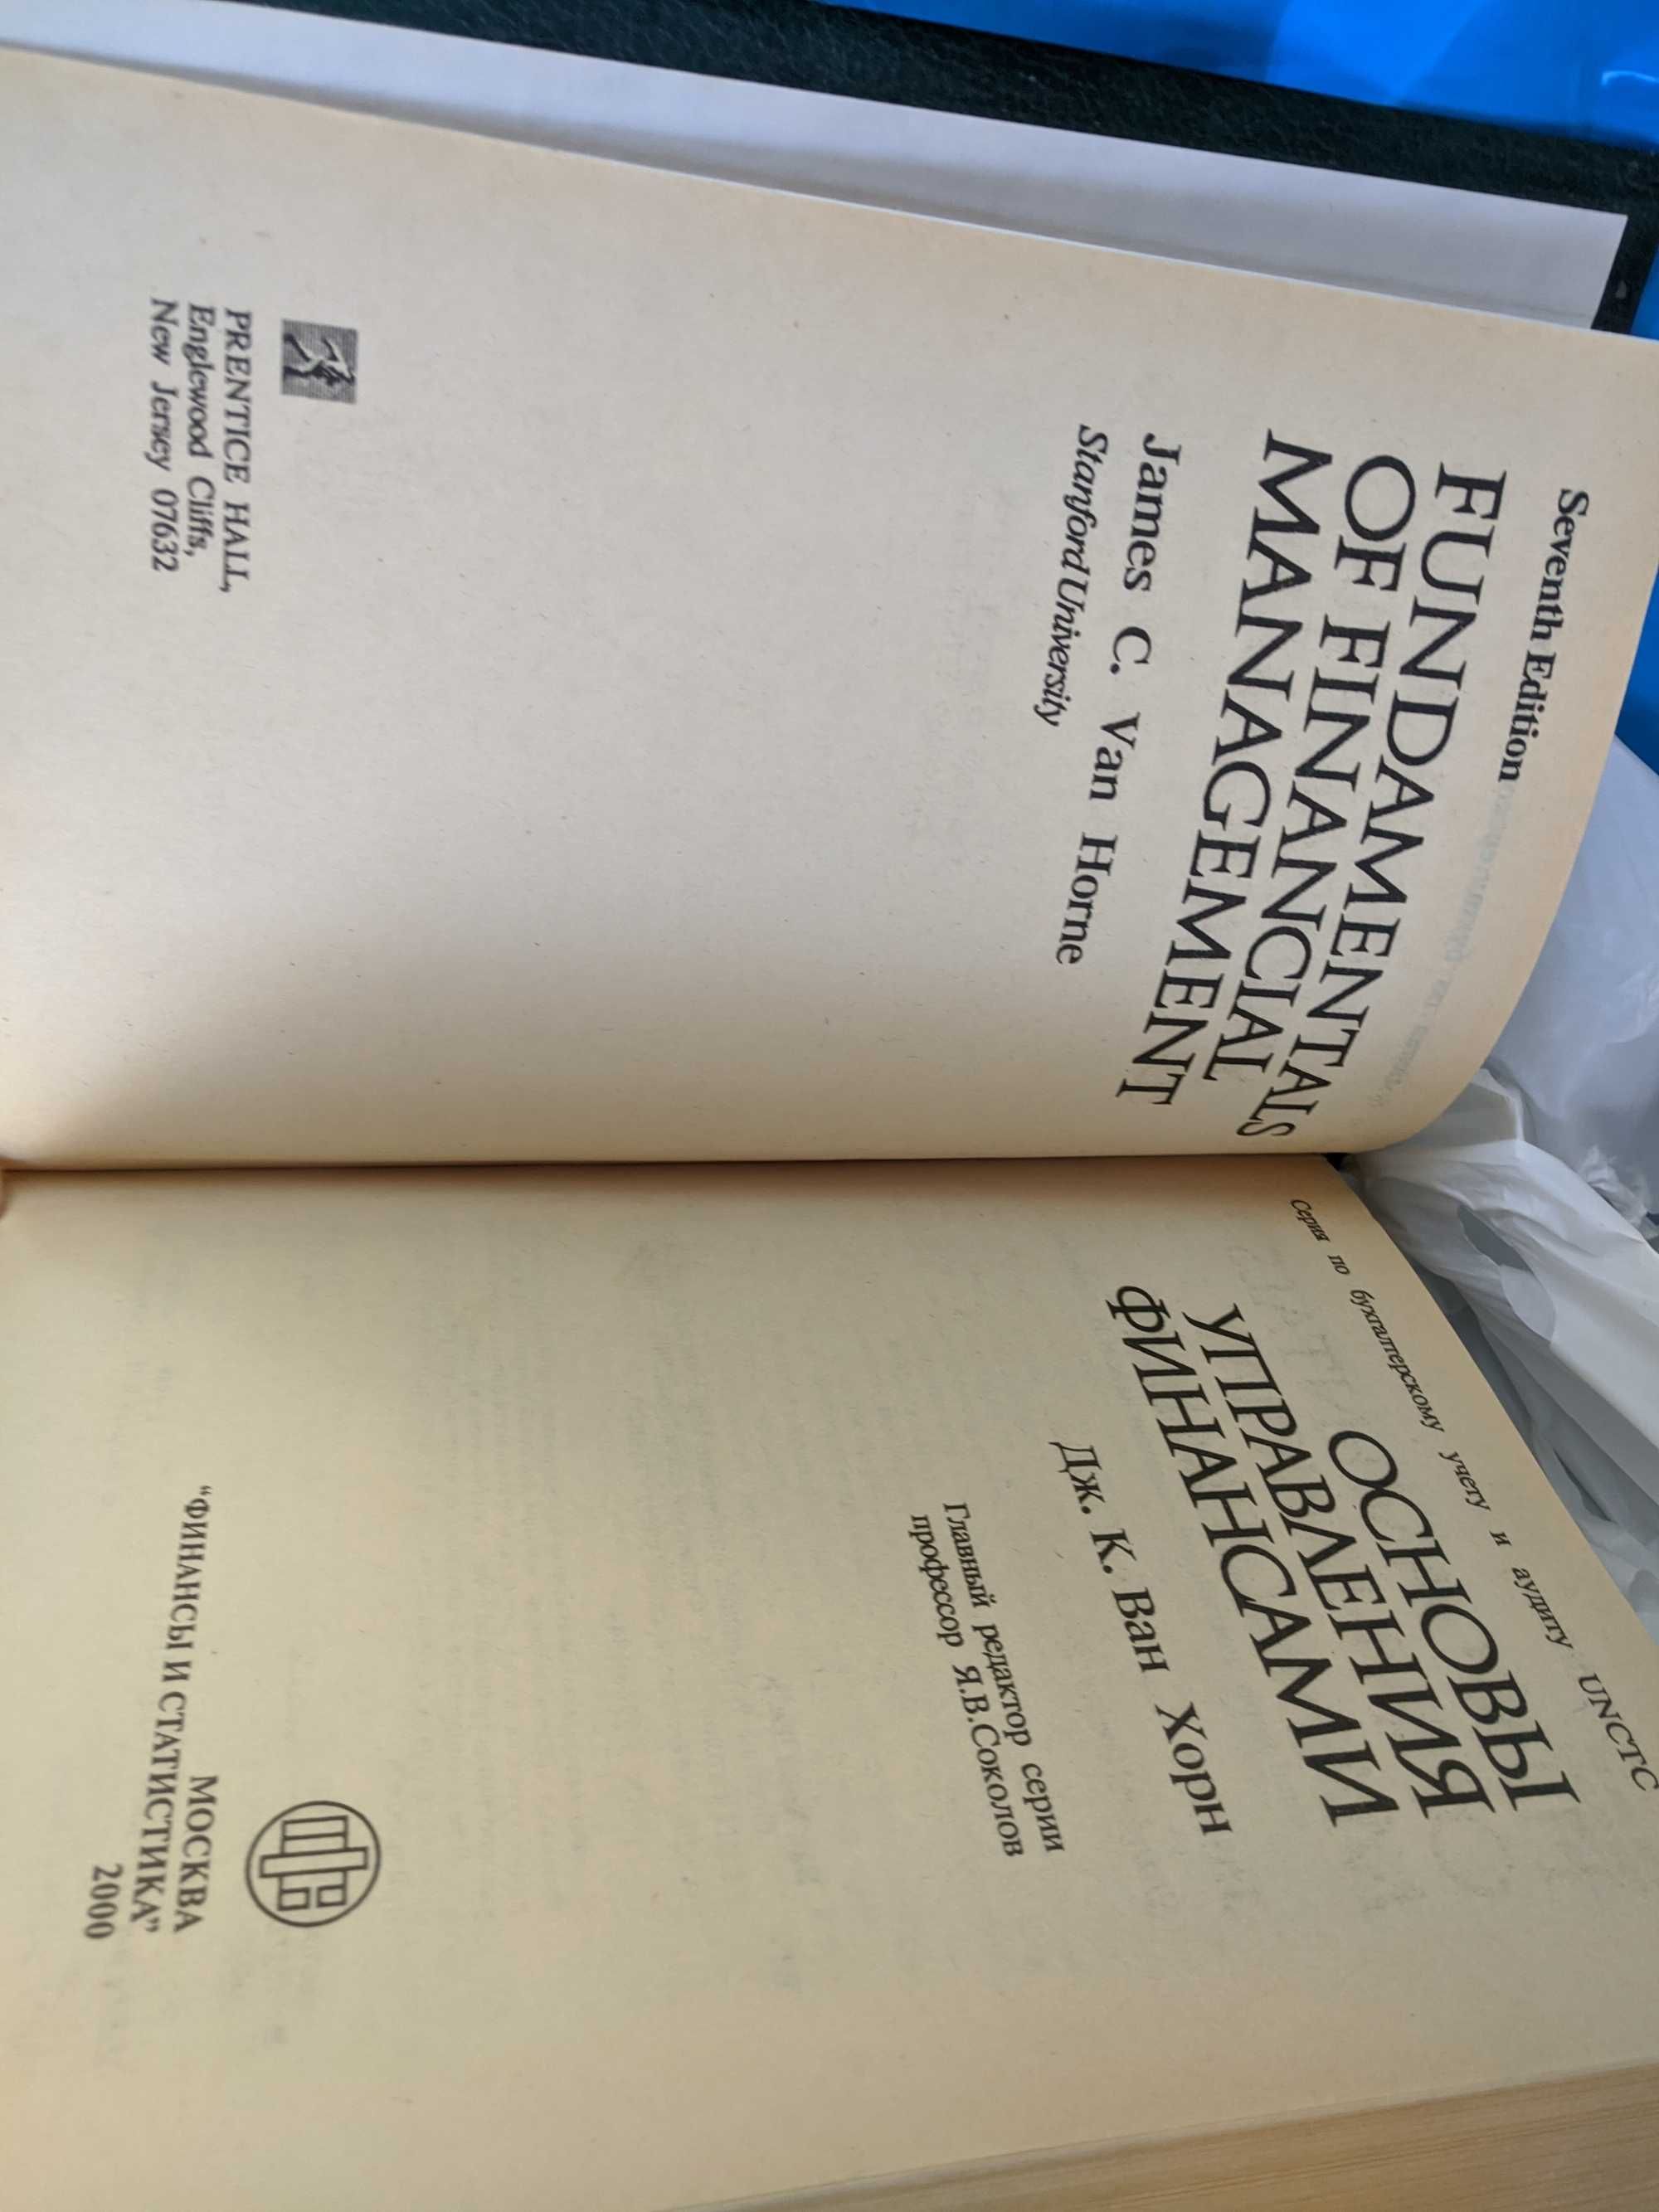 Seventh Edition
FUNDAMENTALS
OF FINANCIAL
MANAGEMENT
James C. Van Horne
Stanford University
PRENTICE HALL,
Englewood Cliffs,
New Jersey 07632
Серия по бухгалтерскому учету и аудиту UNCTC
ОСНОВЫ
УПРАВЛЕНИЯ
ФИНАНСАМИ
Дж. К. Ван Хорн
Главный редактор серии
профессор Я.В.Соколов
МОСКВА
“ФИНАНСЫ И СТАТИСТИКА”
2000